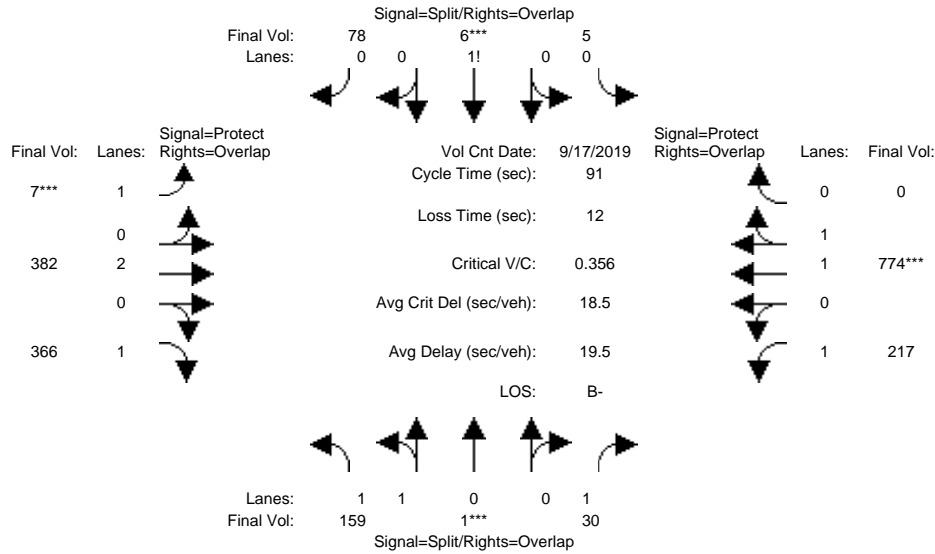 Signal=Split/Rights=Overlap
Final Vol: 78 6*** 5
Lanes: 0 0 1! 0 0
Signal=Protect
Final Vol: Lanes: Rights=Overlap
Vol Cnt Date: 9/17/2019
Signal=Protect
Rights=Overlap Lanes: Final Vol:
Cycle Time (sec): 91
7*** 1
0 0
Loss Time (sec): 12
0
1
382 2
Critical V/C: 0.356
1 774***
0
Avg Crit Del (sec/veh): 18.5
0
366 1
Avg Delay (sec/veh): 19.5
1 217
LOS: B-
Lanes: 1 1 0 0 1
Final Vol: 159 1*** 30
Signal=Split/Rights=Overlap